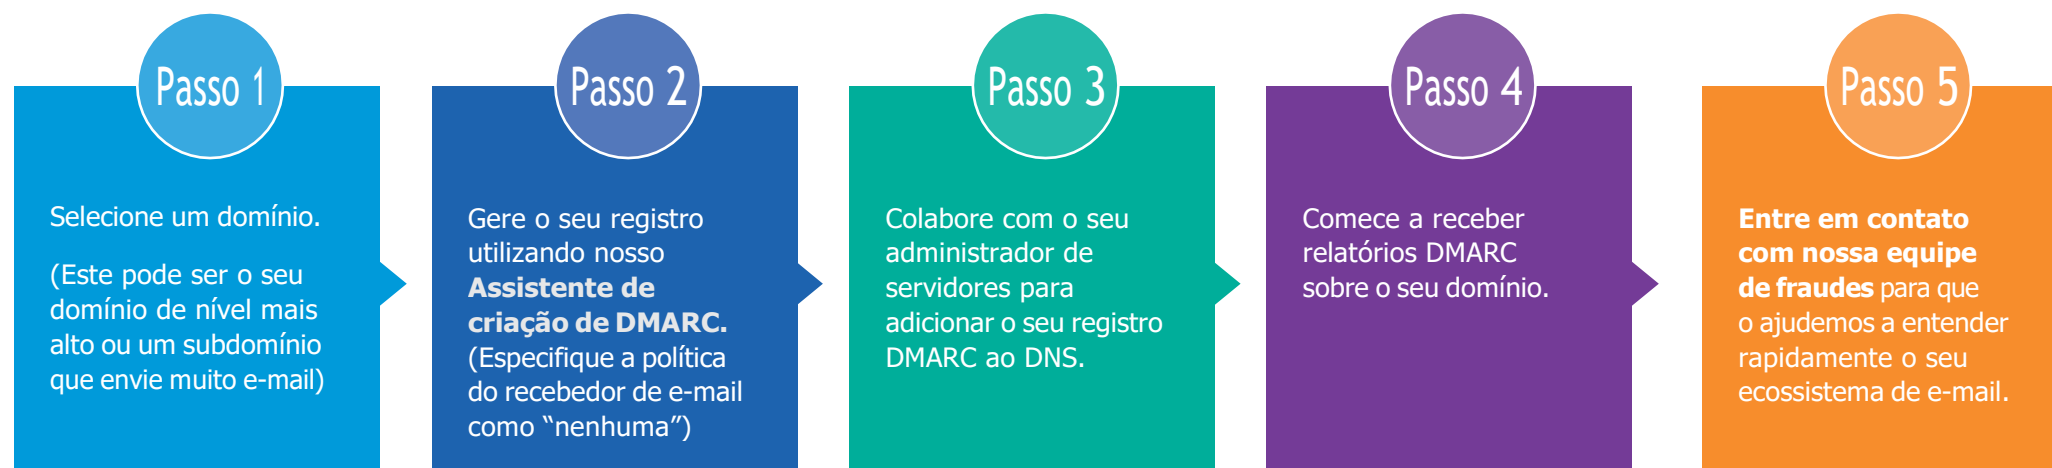 Passo 1
Selecione um domínio.
(Este pode ser o seu
domínio de nível mais
alto ou um subdomínio
que envie muito e-mail)
Passo 2
Gere o seu registro
utilizando nosso
Assistente de
criação de DMARC.
(Especifique a política
do recebedor de e-mail
como “nenhuma”)
Passo 3
Colabore com o seu
administrador de
servidores para
adicionar o seu registro
DMARC ao DNS.
Passo 4
Comece a receber
relatórios DMARC
sobre o seu domínio.
Passo 5
Entre em contato
com nossa equipe
de fraudes para que
o ajudemos a entender
rapidamente o seu
ecossistema de e-mail.